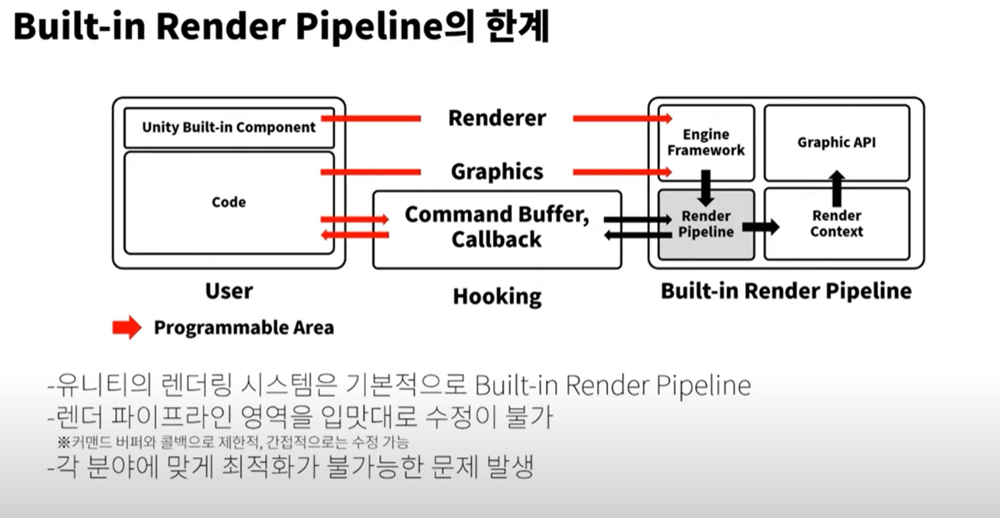 Built-in Render Pipeline의 한계
Unity Built-in Component
Code
User
Renderer
Graphics
Command Buffer,
Callback
Hooking
Engine
Framework
Graphic API
Render
Pipeline
Render
Context
Built-in Render Pipeline
Programmable Area
-유니티의 렌더링 시스템은 기본적으로 Built-in Render Pipeline
-렌더 파이프라인 영역을 입맛대로 수정이 불가
※커맨드 버퍼와 콜백으로 제한적, 간접적으로는 수정 가능
-각 분야에 맞게 최적화가 불가능한 문제 발생